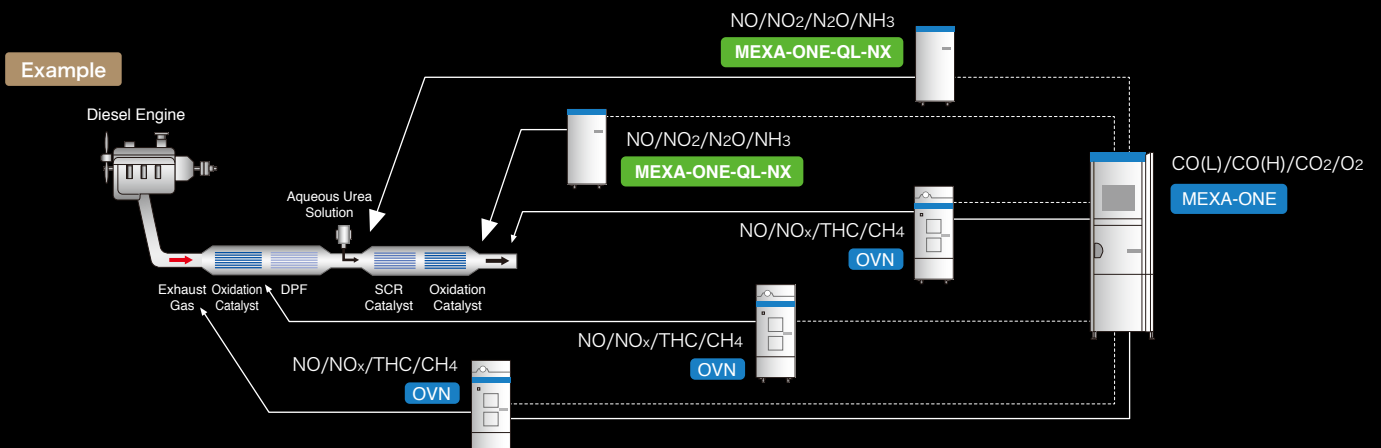 NO/NO2/N2O/NH3
MEXA-ONE-QL-NX
Example
Diesel Engine
NO/NO2/N2O/NH3
MEXA-ONE-QL-NX
CO(L)/CO(H)/CO2/O2
MEXA-ONE
Aqueous Urea
Solution
NO/NOx/THC/CH4
OVN
Exhaust
Gas
Oxidation
Catalyst
DPF
SCR
Catalyst
Oxidation
Catalyst
NO/NOx/THC/CH4
OVN
NO/NOx/THC/CH4
OVN